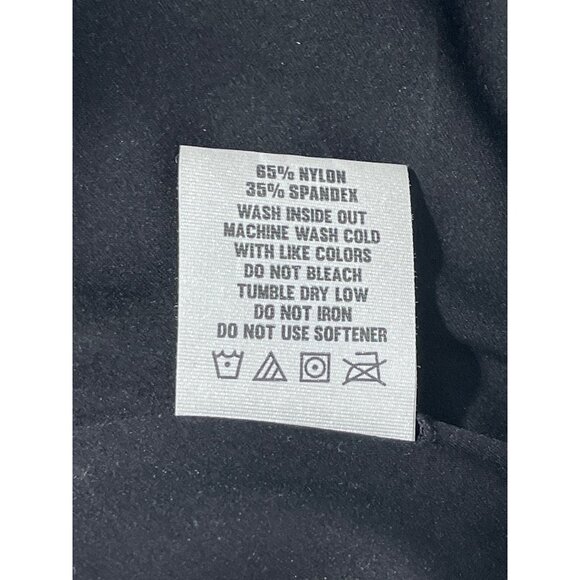 65% NYLON
35% SPANDEX
WASH INSIDE OUT
MACHINE WASH COLD
WITH LIKE COLORS
DO NOT BLEACH
TUMBLE DRY LOW
DO NOT IRON
DO NOT USE SOFTENER